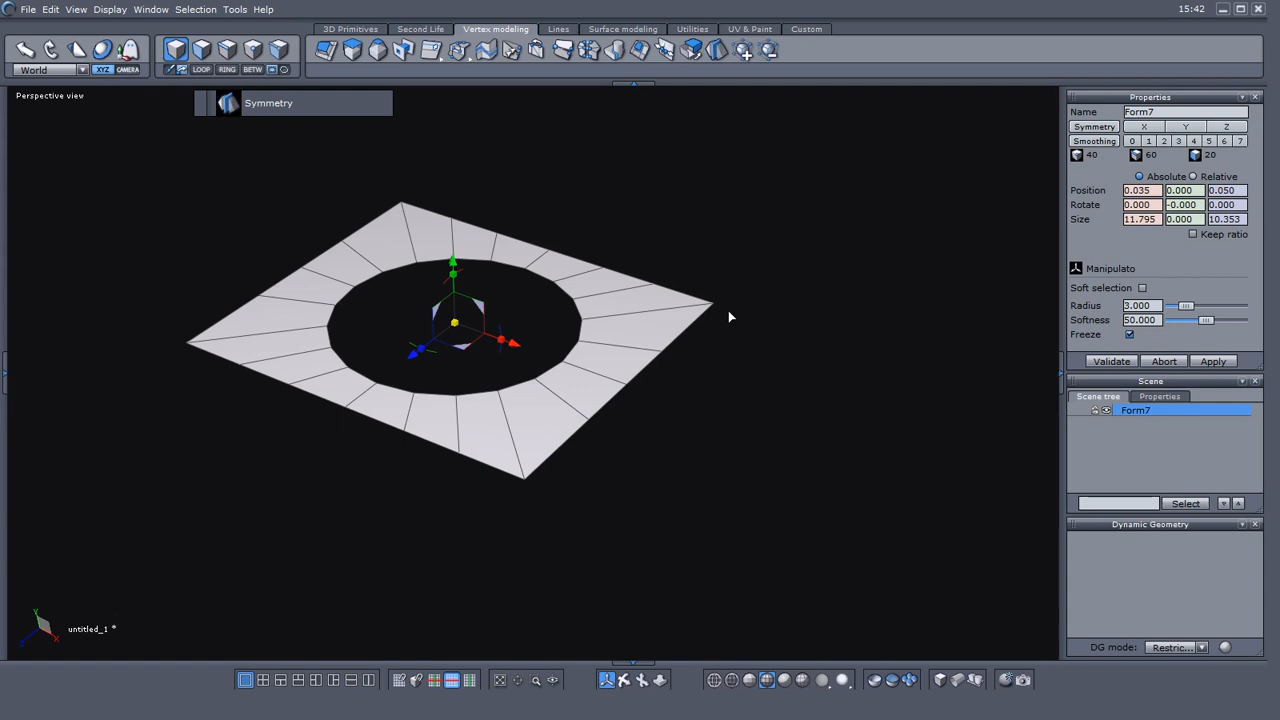 File Edit View Display Window Selection Tools Help 15:42
3D Primitives Second Life Vertex modeling Lines Surface modeling Utilities UV & Paint Custom
World XYZ CAMERA LOOP RING BETW
Perspective view
Symmetry
Properties
Name Form7
Symmetry X Y Z
Smoothing 0 1 2 3 4 5 6 7
40 60 20
Absolute Relative
Position 0.035 0.000 0.050
Rotate 0.000 -0.000 0.000
Size 11.795 0.000 10.353
Keep ratio
Manipulato
Soft selection
Radius 3.000
Softness 50.000
Freeze
Validate Abort Apply
Scene
Scene tree Properties
Form7
Select
Dynamic Geometry
DG mode: Restric...
Y
Z X
untitled_1 *